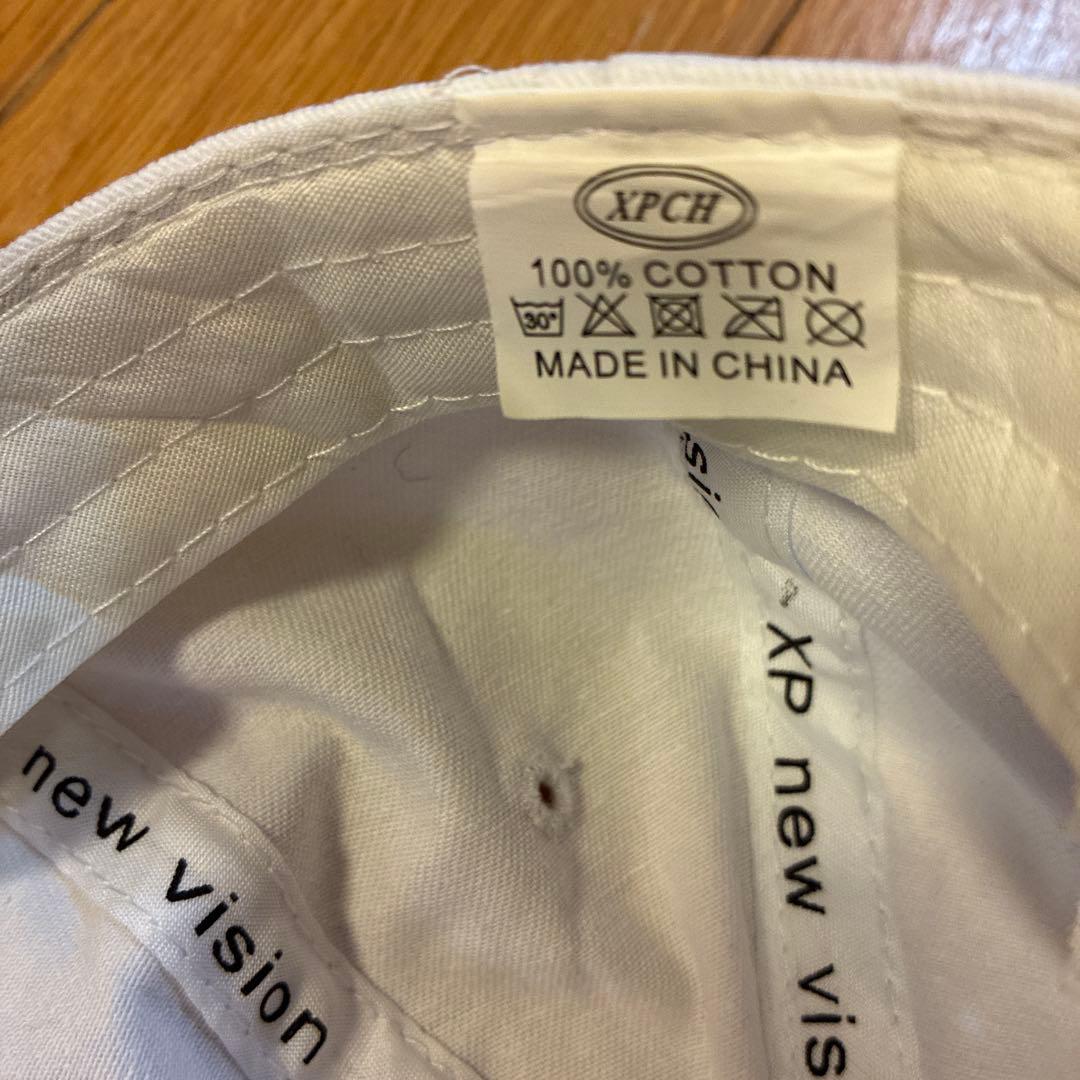 XPCH
100% COTTON
30°
MADE IN CHINA
XP new vis
new vision